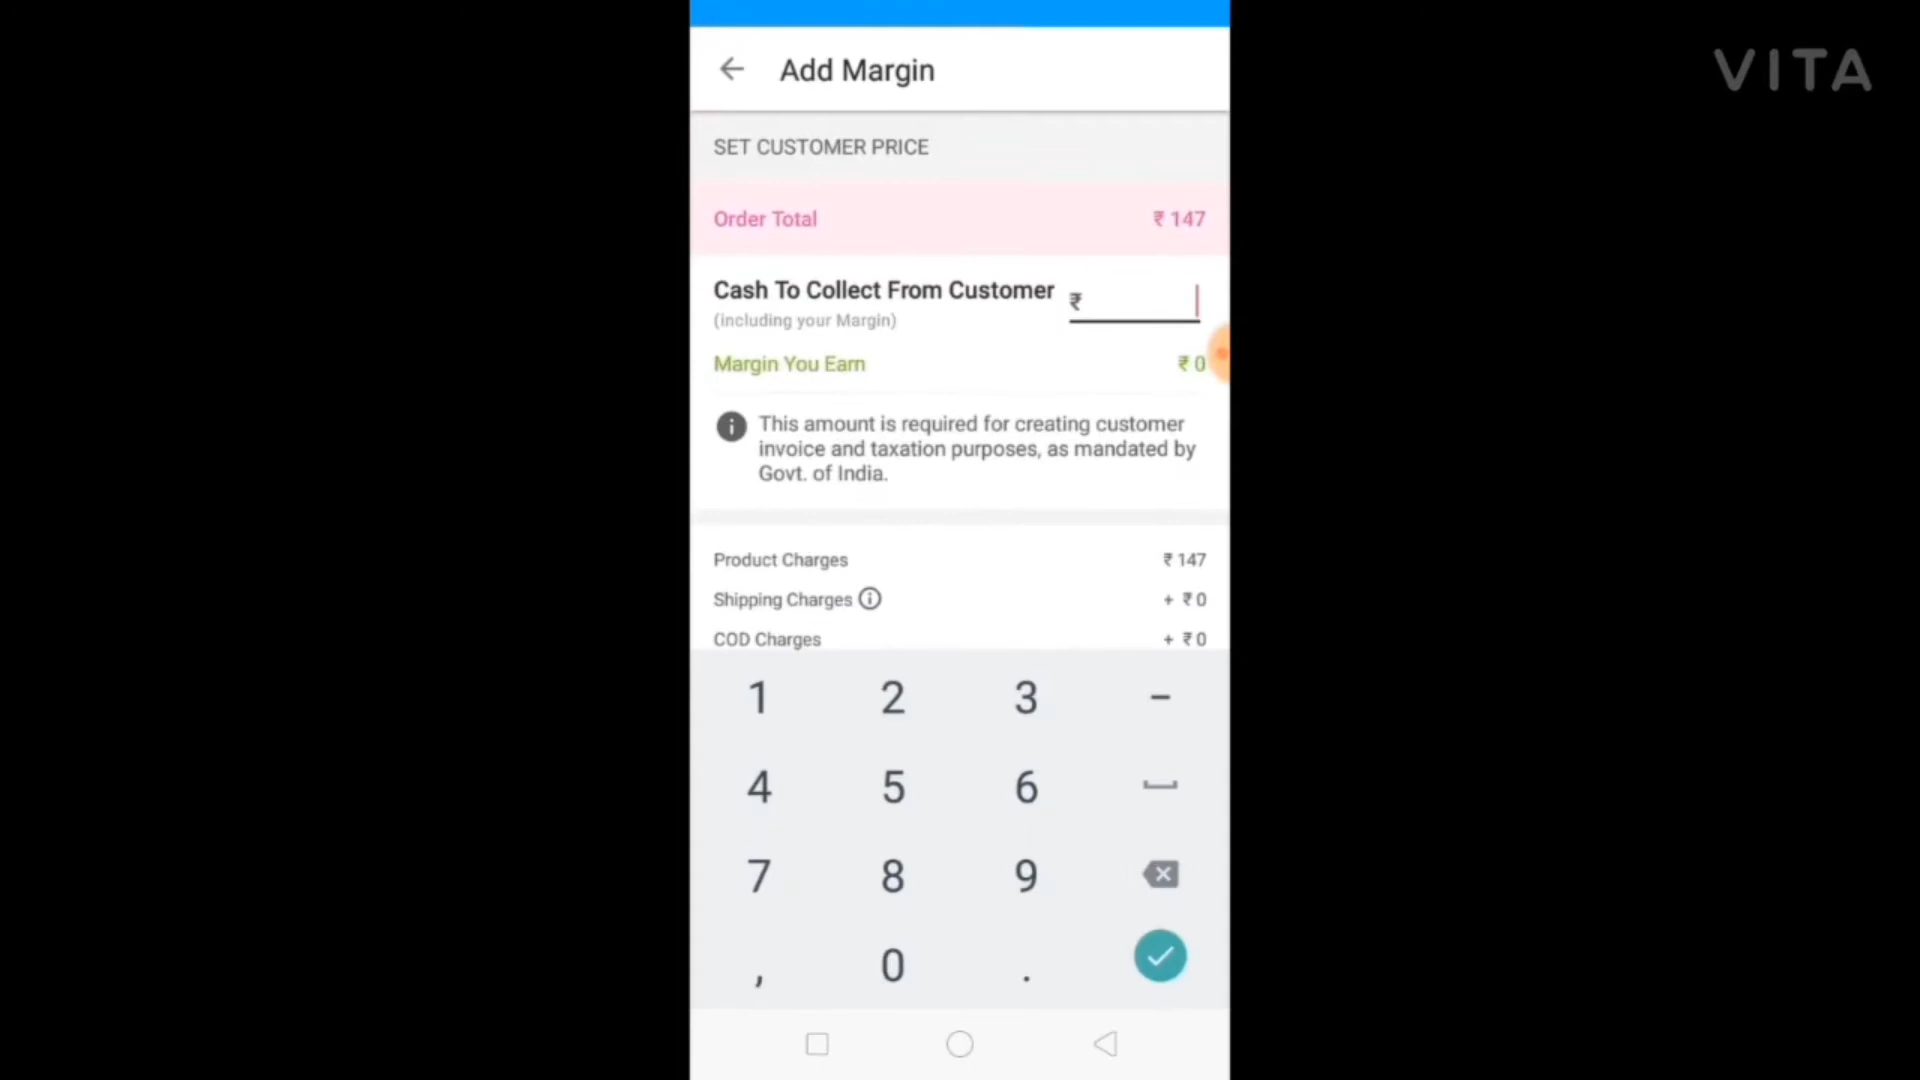 VITA
Add Margin
SET CUSTOMER PRICE
Order Total ₹ 147
Cash To Collect From Customer ₹
(including your Margin)
Margin You Earn ₹ 0
This amount is required for creating customer
invoice and taxation purposes, as mandated by
Govt. of India.
Product Charges ₹ 147
Shipping Charges + ₹ 0
COD Charges + ₹ 0
1 2 3 -
4 5 6
7 8 9
, 0 .